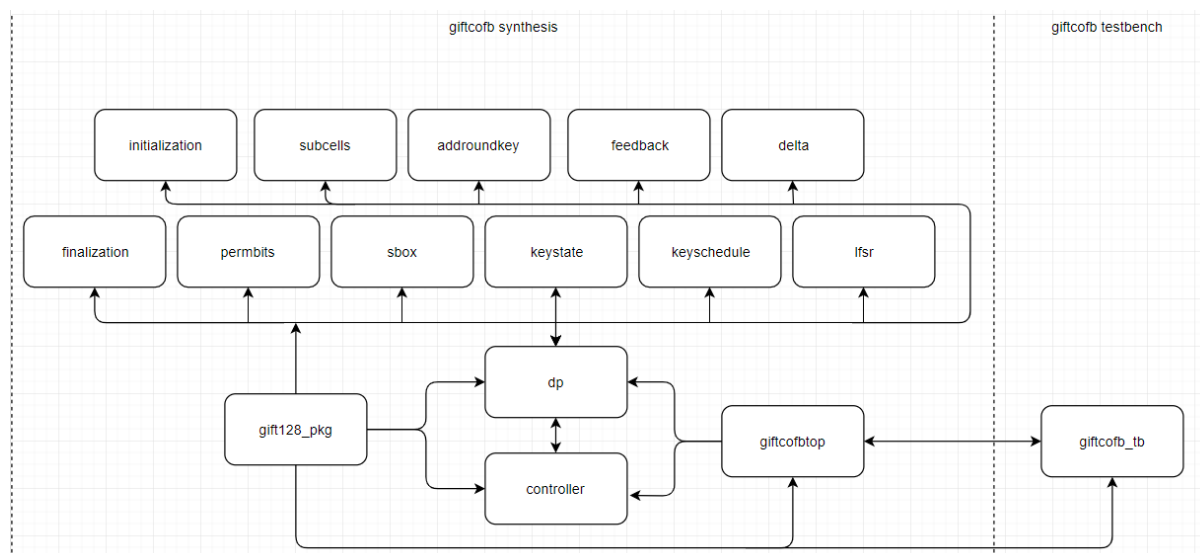 giftcofb synthesis
giftcofb testbench
initialization
subcells
addroundkey
feedback
delta
finalization
permbits
sbox
keystate
keyschedule
lfsr
dp
gift128_pkg
giftcofbtop
giftcofb_tb
controller